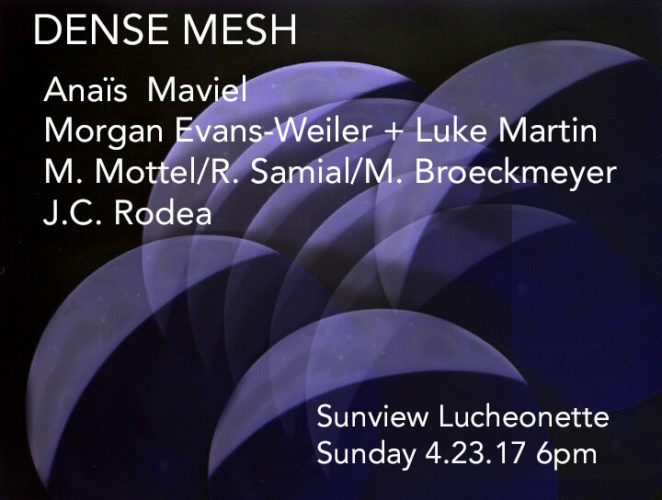 DENSE MESH
Anaïs Maviel
Morgan Evans-Weiler + Luke Martin
M. Mottel/R. Samial/M. Broeckmeyer
J.C. Rodea
Sunview Lucheonette
Sunday 4.23.17 6pm